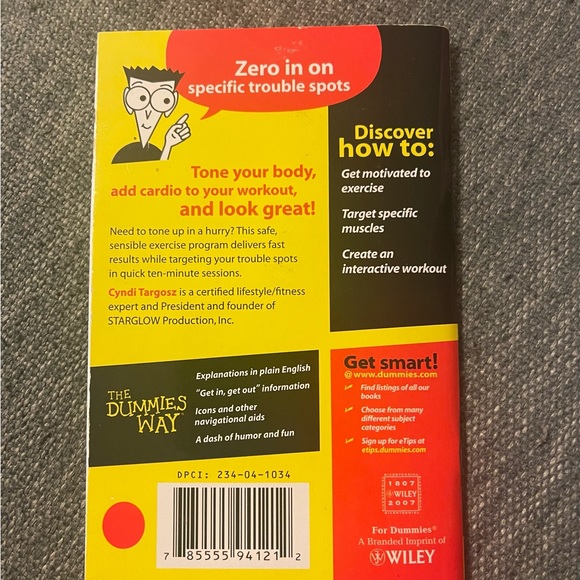 Zero in on
specific trouble spots
Tone your body,
add cardio to your workout,
and look great!
Need to tone up in a hurry? This safe,
sensible exercise program delivers fast
results while targeting your trouble spots
in quick ten-minute sessions.
Cyndi Targosz is a certified lifestyle/fitness
expert and President and founder of
STARGLOW Production, Inc.
Discover
how to:
Get motivated to
exercise
Target specific
muscles
Create an
interactive workout
THE
DUMMIES
WAY
Explanations in plain English
"Get in, get out" information
Icons and other
navigational aids
A dash of humor and fun
Get smart!
@www.dummies.com
Find listings of all our
books
Choose from many
different subject
categories
Sign up for eTips at
etips.dummies.com
DPCI: 234-04-1034
7 85555 94121 2
1807
WILEY
2007
For Dummies®
A Branded Imprint of
WILEY